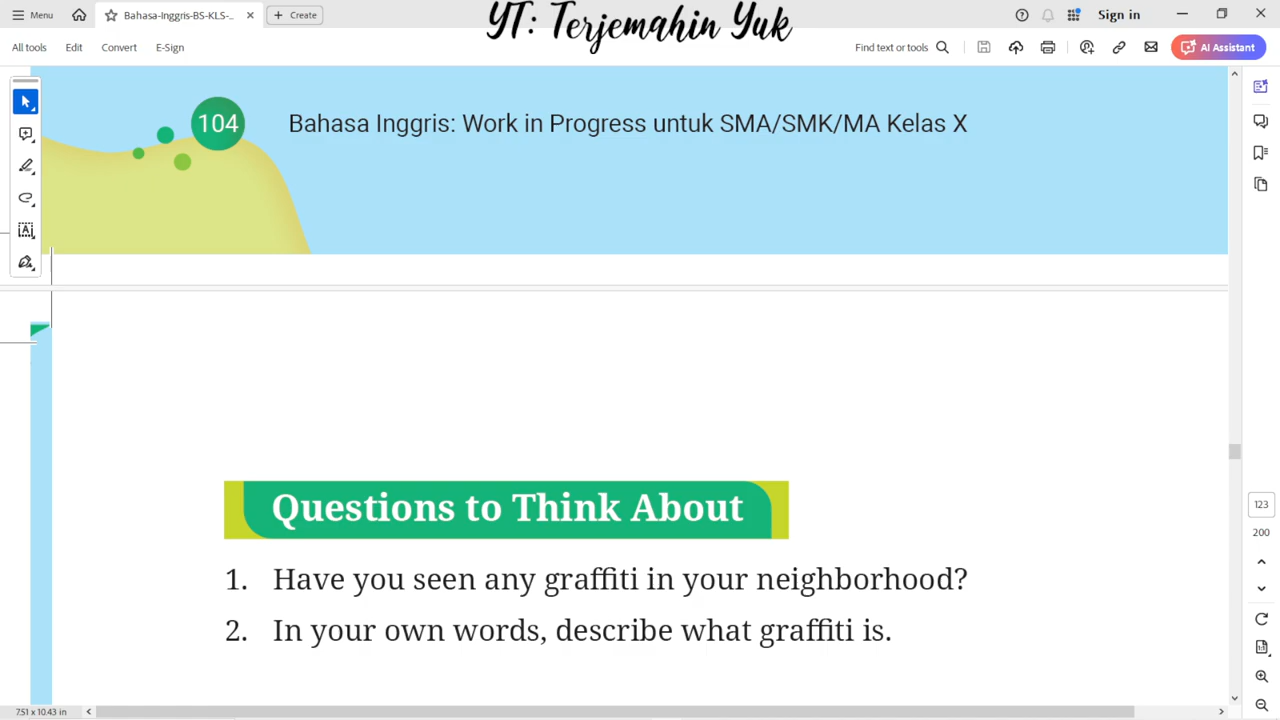 Menu
Bahasa-Inggris-BS-KLS-...
Create
YT: Terjemahin Yuk
Sign in
All tools
Edit
Convert
E-Sign
Find text or tools
AI Assistant
104
Bahasa Inggris: Work in Progress untuk SMA/SMK/MA Kelas X
Questions to Think About
1. Have you seen any graffiti in your neighborhood?
2. In your own words, describe what graffiti is.
123
200
7.51 x 10.43 in